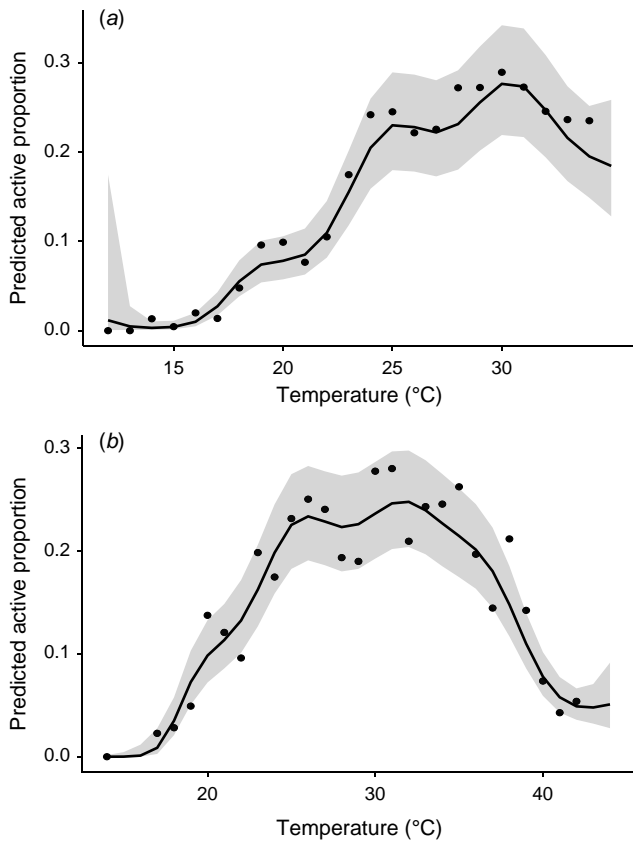 (a)
Predicted active proportion
0.3
0.2
0.1
0.0
15 20 25 30
Temperature (°C)
(b)
Predicted active proportion
0.3
0.2
0.1
0.0
20 30 40
Temperature (°C)